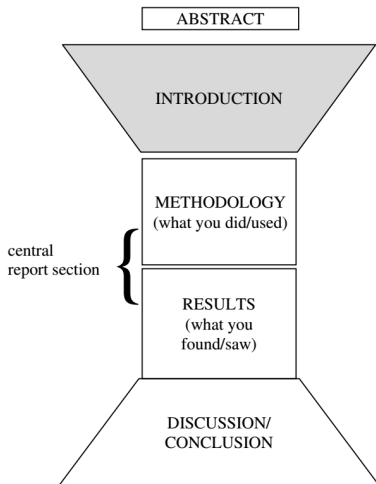 ABSTRACT
INTRODUCTION
METHODOLOGY
(what you did/used)
central
report section
RESULTS
(what you
found/saw)
DISCUSSION/
CONCLUSION